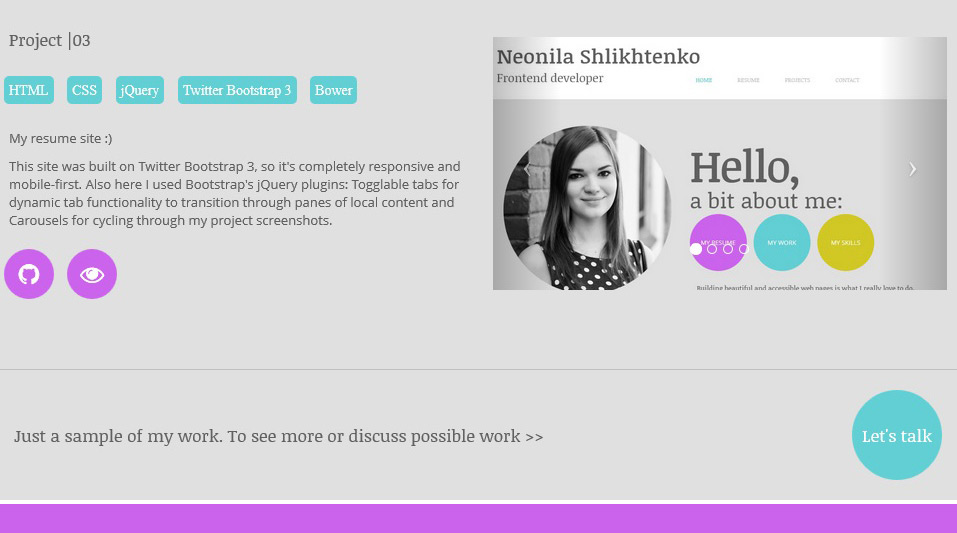 Project |03
HTML CSS jQuery Twitter Bootstrap 3 Bower
My resume site :)
This site was built on Twitter Bootstrap 3, so it's completely responsive and
mobile-first. Also here I used Bootstrap's jQuery plugins: Togglable tabs for
dynamic tab functionality to transition through panes of local content and
Carousels for cycling through my project screenshots.
Neonila Shlikhtenko
Frontend developer
HOME RESUME PROJECTS CONTACT
Hello,
a bit about me:
MY RESUME MY WORK MY SKILLS
Building beautiful and accessible web pages is what I really love to do.
Just a sample of my work. To see more or discuss possible work >>
Let's talk